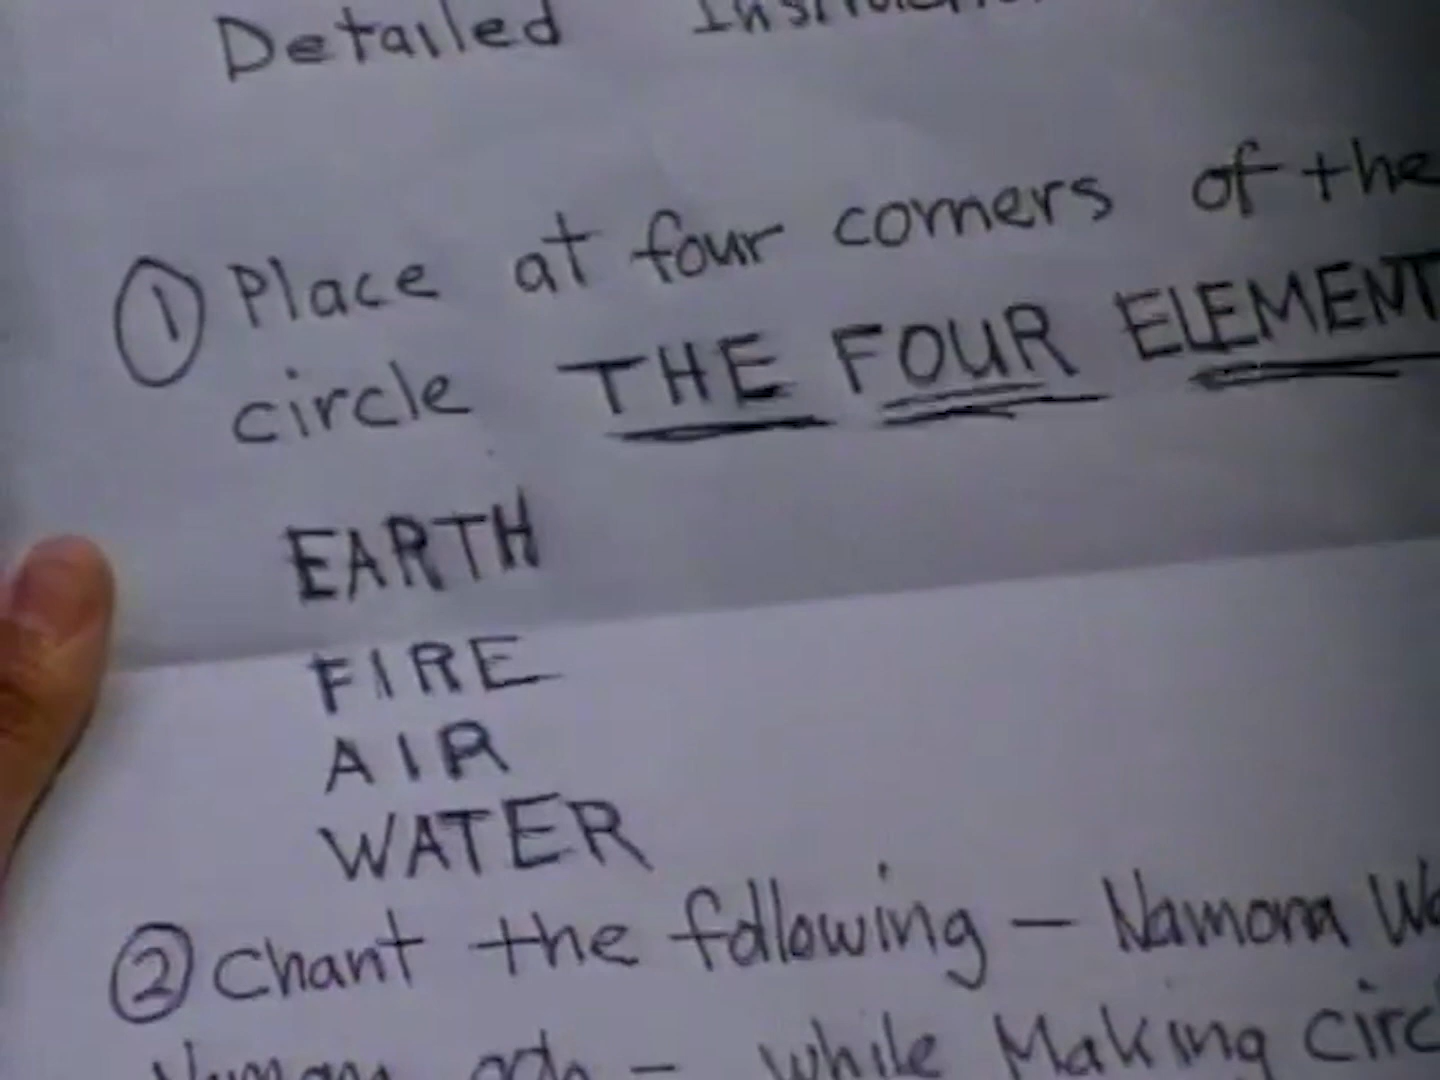 Detailed
① Place at four corners of the
circle THE FOUR ELEMENT
EARTH
FIRE
AIR
WATER
② Chant the following — Namora
— while Making circ